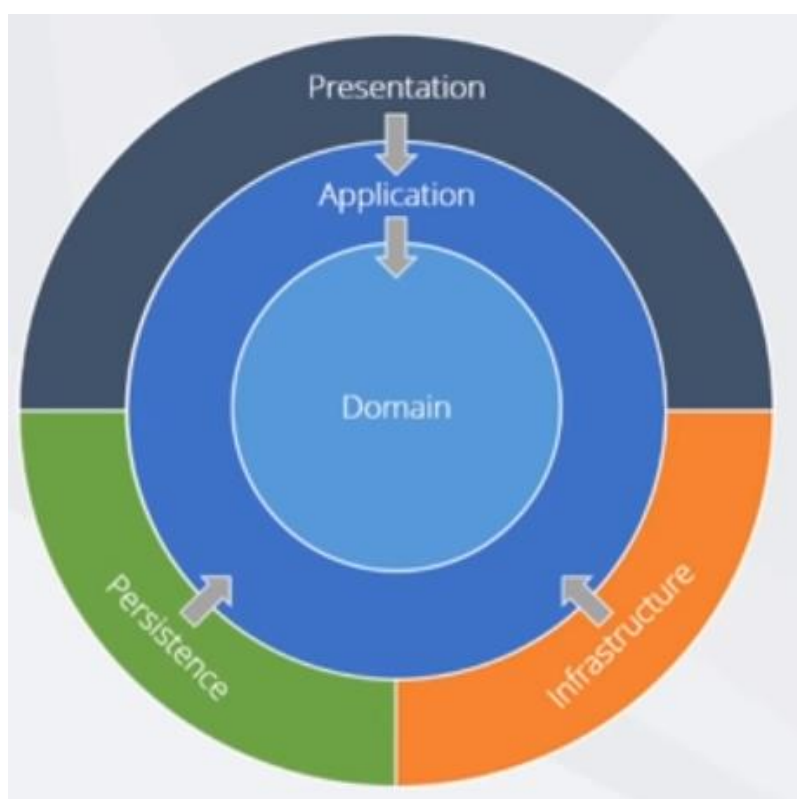 Presentation
Application
Domain
Persistence
Infrastructure